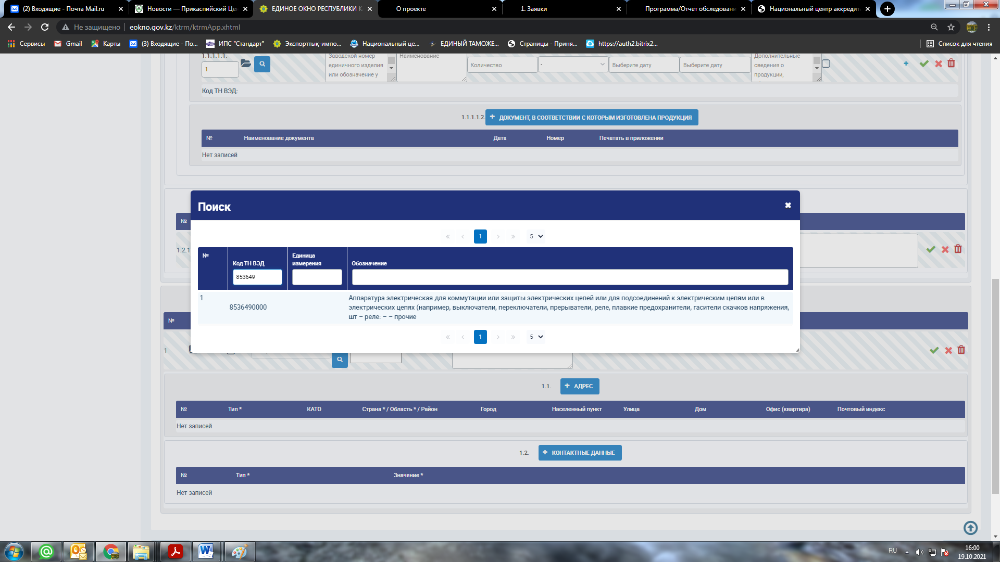 (2) Входящие - Почта Mail.ru
Новости — Прикаспийский Це
ЕДИНОЕ ОКНО РЕСПУБЛИКИ К
О проекте
1. Заявки
Программа/Отчет обследовани
Национальный центр аккредит
Не защищено
eokno.gov.kz/ktrm/ktrmApp.xhtml
Сервисы
Gmail
Карты
(3) Входящие - По...
ИПС "Стандарт"
Экспорттық-импо...
Национальный це...
ЕДИНЫЙ ТАМОЖЕ...
Страницы - Приня...
https://auth2.bitrix2...
Список для чтения
1.1.1.1.1.
1
Заводской номер
единичного изделия
или обозначение у
Наименование
Количество
-
Выберите дату
Выберите дату
Дополнительные
сведения о
продукции,
Код ТН ВЭД:
1.1.1.1.2.
ДОКУМЕНТ, В СООТВЕТСТВИИ С КОТОРЫМ ИЗГОТОВЛЕНА ПРОДУКЦИЯ
№ Наименование документа Дата Номер Печатать в приложении
Нет записей
Поиск
№
1.2.1
« ‹ 1 › » 5
№
Код ТН ВЭД
Единица
измерения
Обозначение
853649
1
8536490000
Аппаратура электрическая для коммутации или защиты электрических цепей или для подсоединений к электрическим цепям или в
электрических цепях (например, выключатели, переключатели, прерыватели, реле, плавкие предохранители, гасители скачков напряжения,
шт – реле: – – прочие
« ‹ 1 › » 5
№
1
1.1.
АДРЕС
№ Тип * КАТО Страна * / Область * / Район Город Населенный пункт Улица Дом Офис (квартира) Почтовый индекс
Нет записей
1.2.
КОНТАКТНЫЕ ДАННЫЕ
№ Тип * Значение *
Нет записей
RU
16:00
19.10.2021